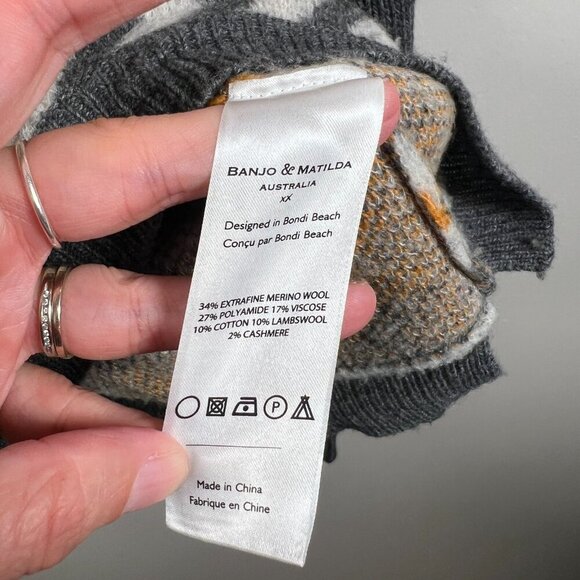 BANJO & MATILDA
AUSTRALIA
xX
Designed in Bondi Beach
Conçu par Bondi Beach
34% EXTRAFINE MERINO WOOL
27% POLYAMIDE 17% VISCOSE
10% COTTON 10% LAMBSWOOL
2% CASHMERE
P
Made in China
Fabrique en Chine